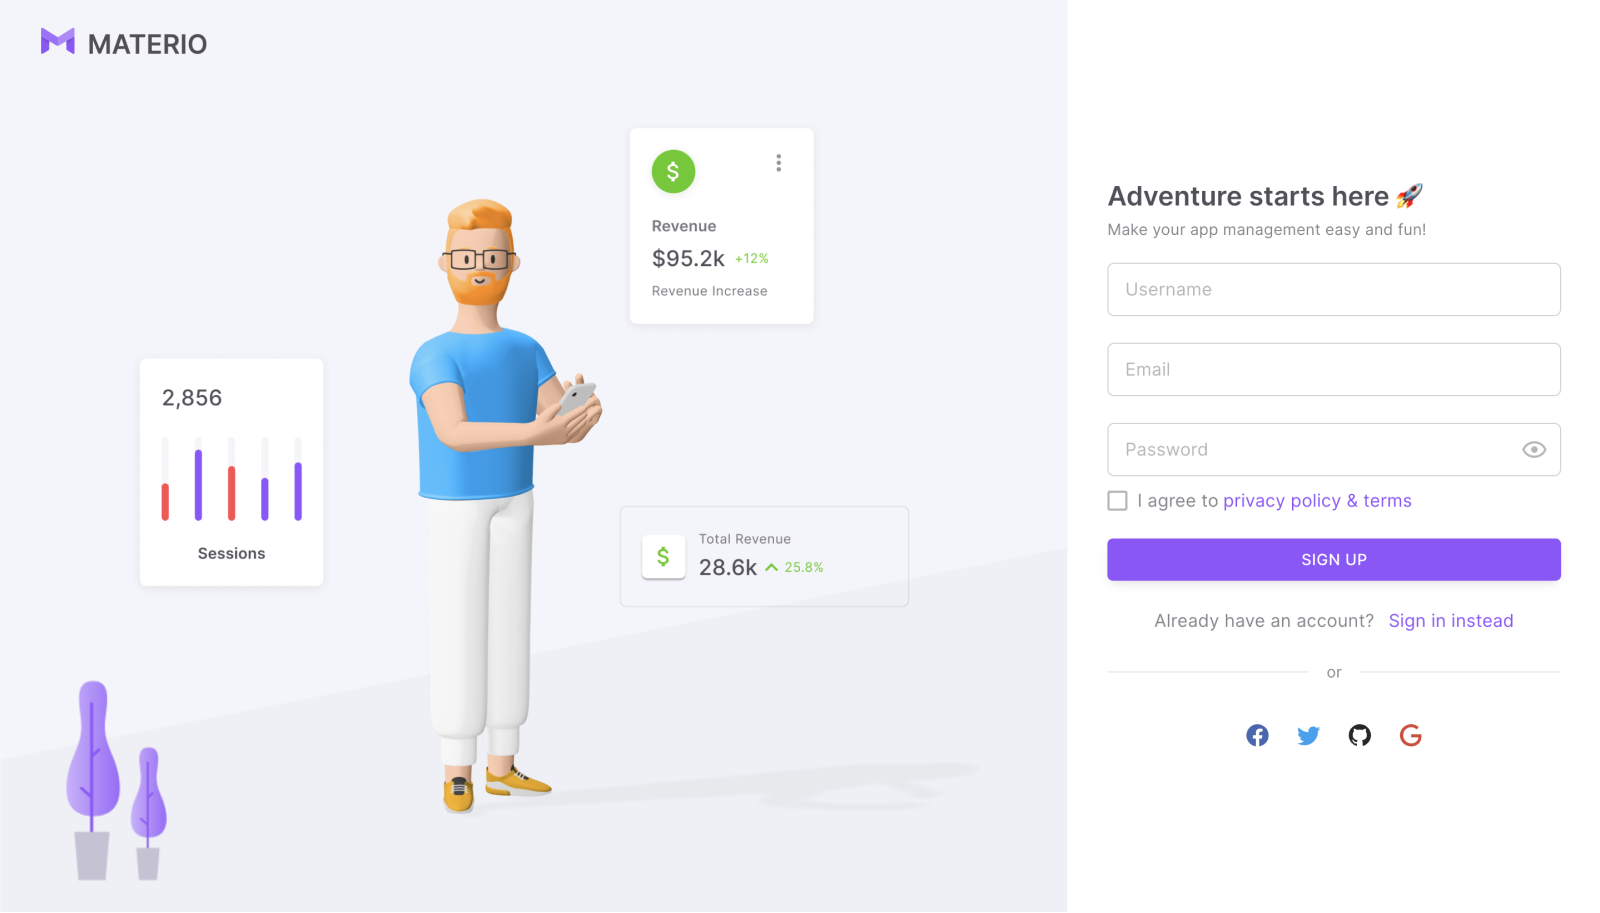 MATERIO
$
Revenue
$95.2k +12%
Revenue Increase
2,856
Sessions
$
Total Revenue
28.6k 25.8%
Adventure starts here 🚀
Make your app management easy and fun!
Username
Email
Password
I agree to privacy policy & terms
SIGN UP
Already have an account? Sign in instead
or